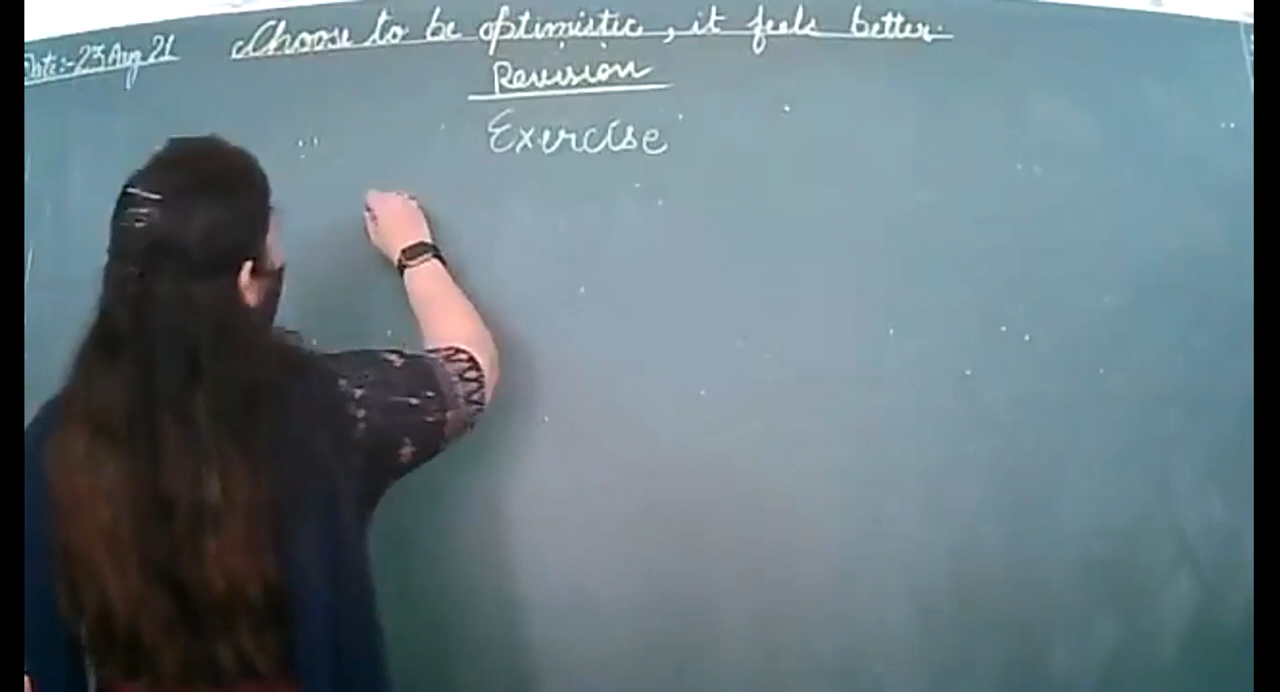 Date:-23 Aug 21
Choose to be optimistic, it feels better.
Revision
Exercise